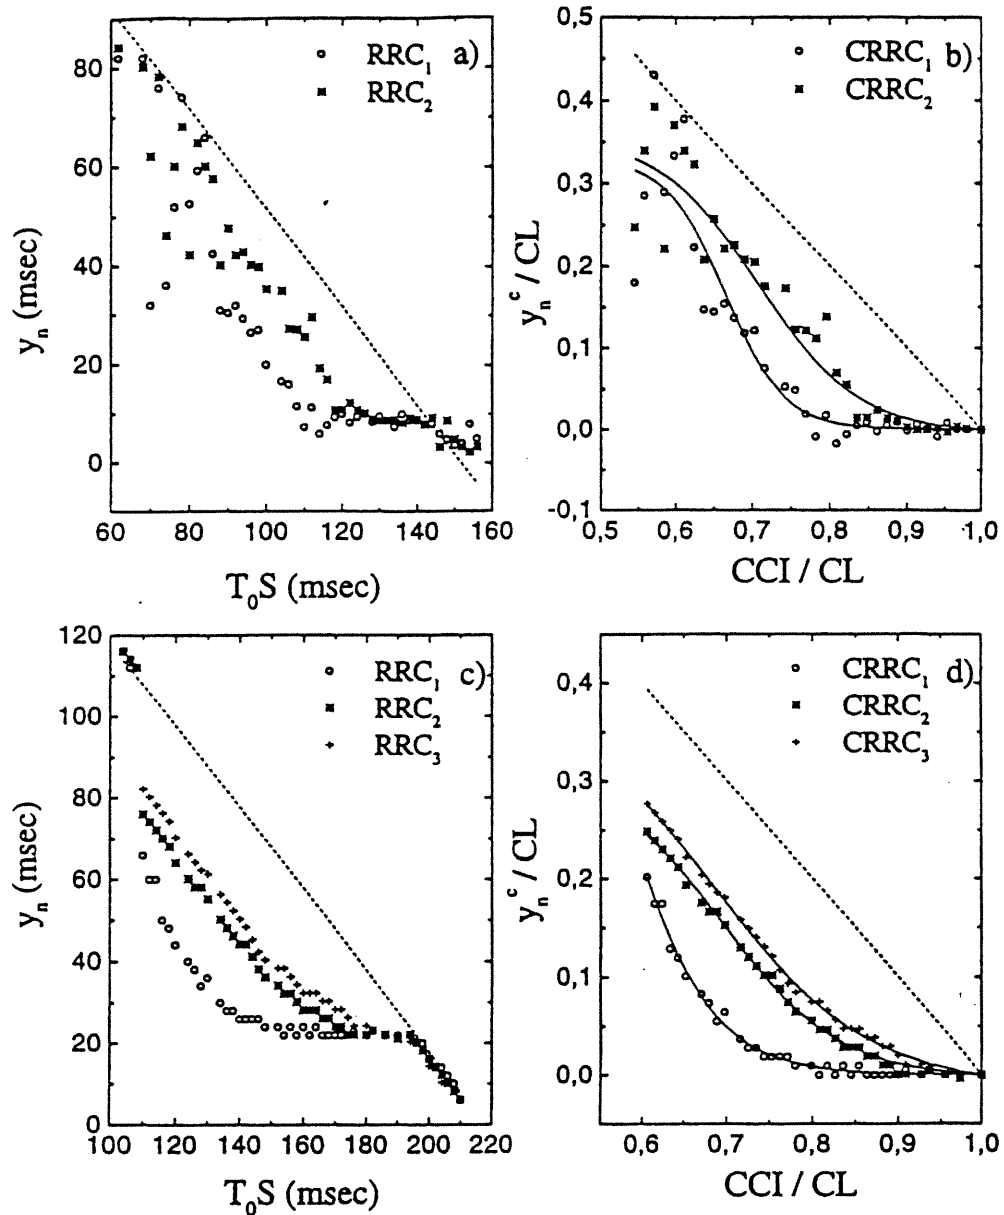 a)
RRC₁
RRC₂
yₙ (msec)
80
60
40
20
0
60 80 100 120 140 160
T₀S (msec)
b)
CRRC₁
CRRC₂
yₙᶜ / CL
0,5
0,4
0,3
0,2
0,1
0,0
-0,1
0,5 0,6 0,7 0,8 0,9 1,0
CCI / CL
c)
RRC₁
RRC₂
RRC₃
yₙ (msec)
120
100
80
60
40
20
0
100 120 140 160 180 200 220
T₀S (msec)
d)
CRRC₁
CRRC₂
CRRC₃
yₙᶜ / CL
0,4
0,3
0,2
0,1
0,0
0,6 0,7 0,8 0,9 1,0
CCI / CL